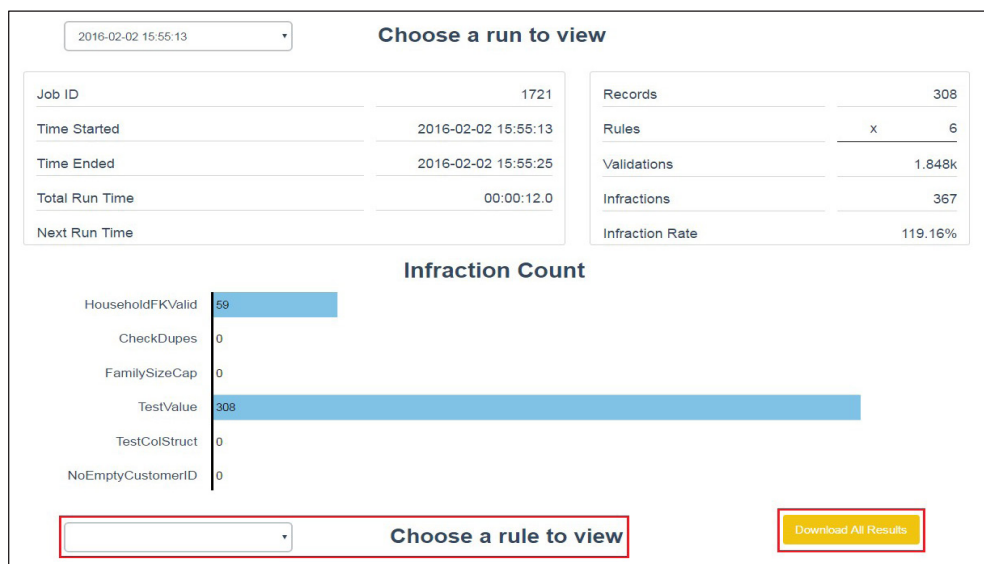 2016-02-02 15:55:13
Choose a run to view
Job ID 1721
Time Started 2016-02-02 15:55:13
Time Ended 2016-02-02 15:55:25
Total Run Time 00:00:12.0
Next Run Time
Records 308
Rules x 6
Validations 1.848k
Infractions 367
Infraction Rate 119.16%
Infraction Count
HouseholdFKValid 59
CheckDupes 0
FamilySizeCap 0
TestValue 308
TestColStruct 0
NoEmptyCustomerID 0
Choose a rule to view
Download All Results